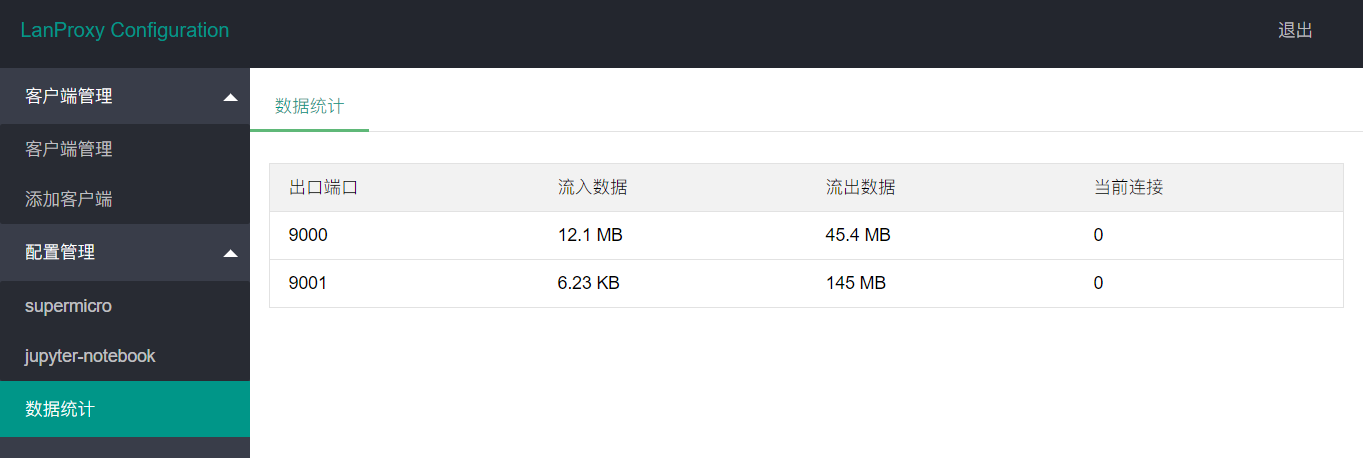 LanProxy Configuration
退出
客户端管理
客户端管理
添加客户端
配置管理
supermicro
jupyter-notebook
数据统计
数据统计
出口端口 流入数据 流出数据 当前连接
9000 12.1 MB 45.4 MB 0
9001 6.23 KB 145 MB 0